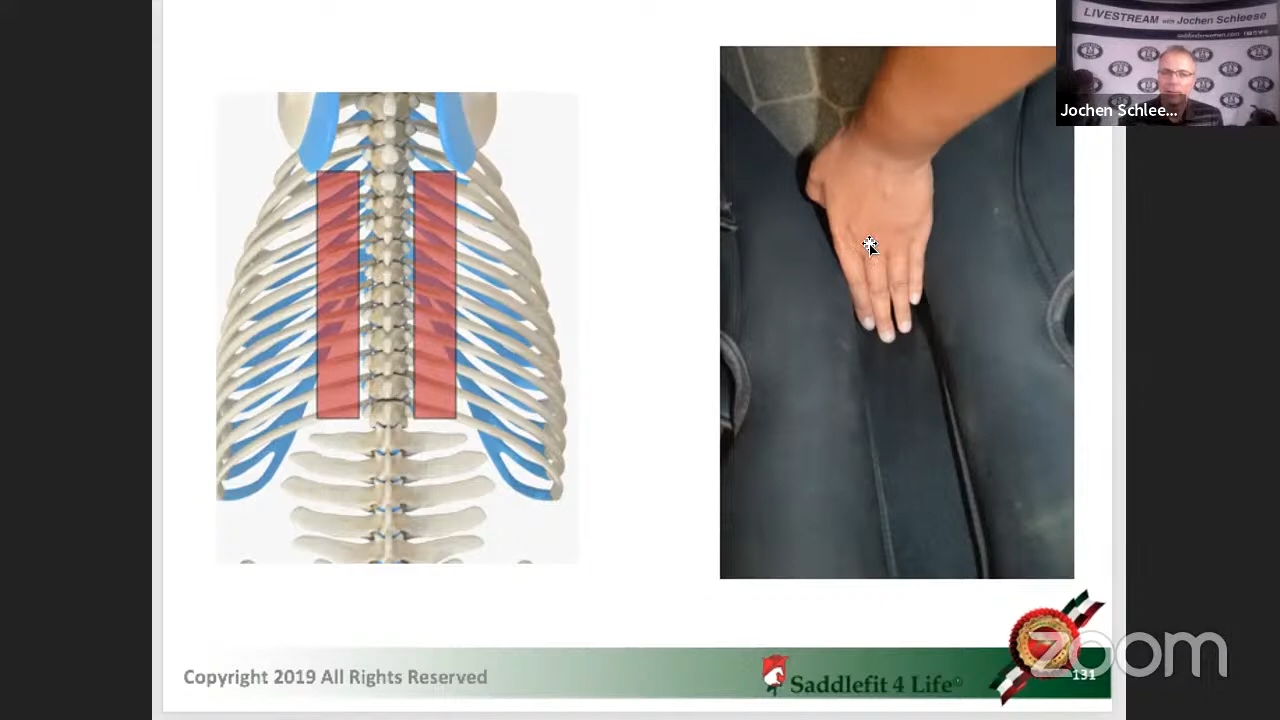 LIVESTREAM with Jochen Schleese
Jochen Schlee...
Copyright 2019 All Rights Reserved
Saddlefit 4 Life
131
zoom